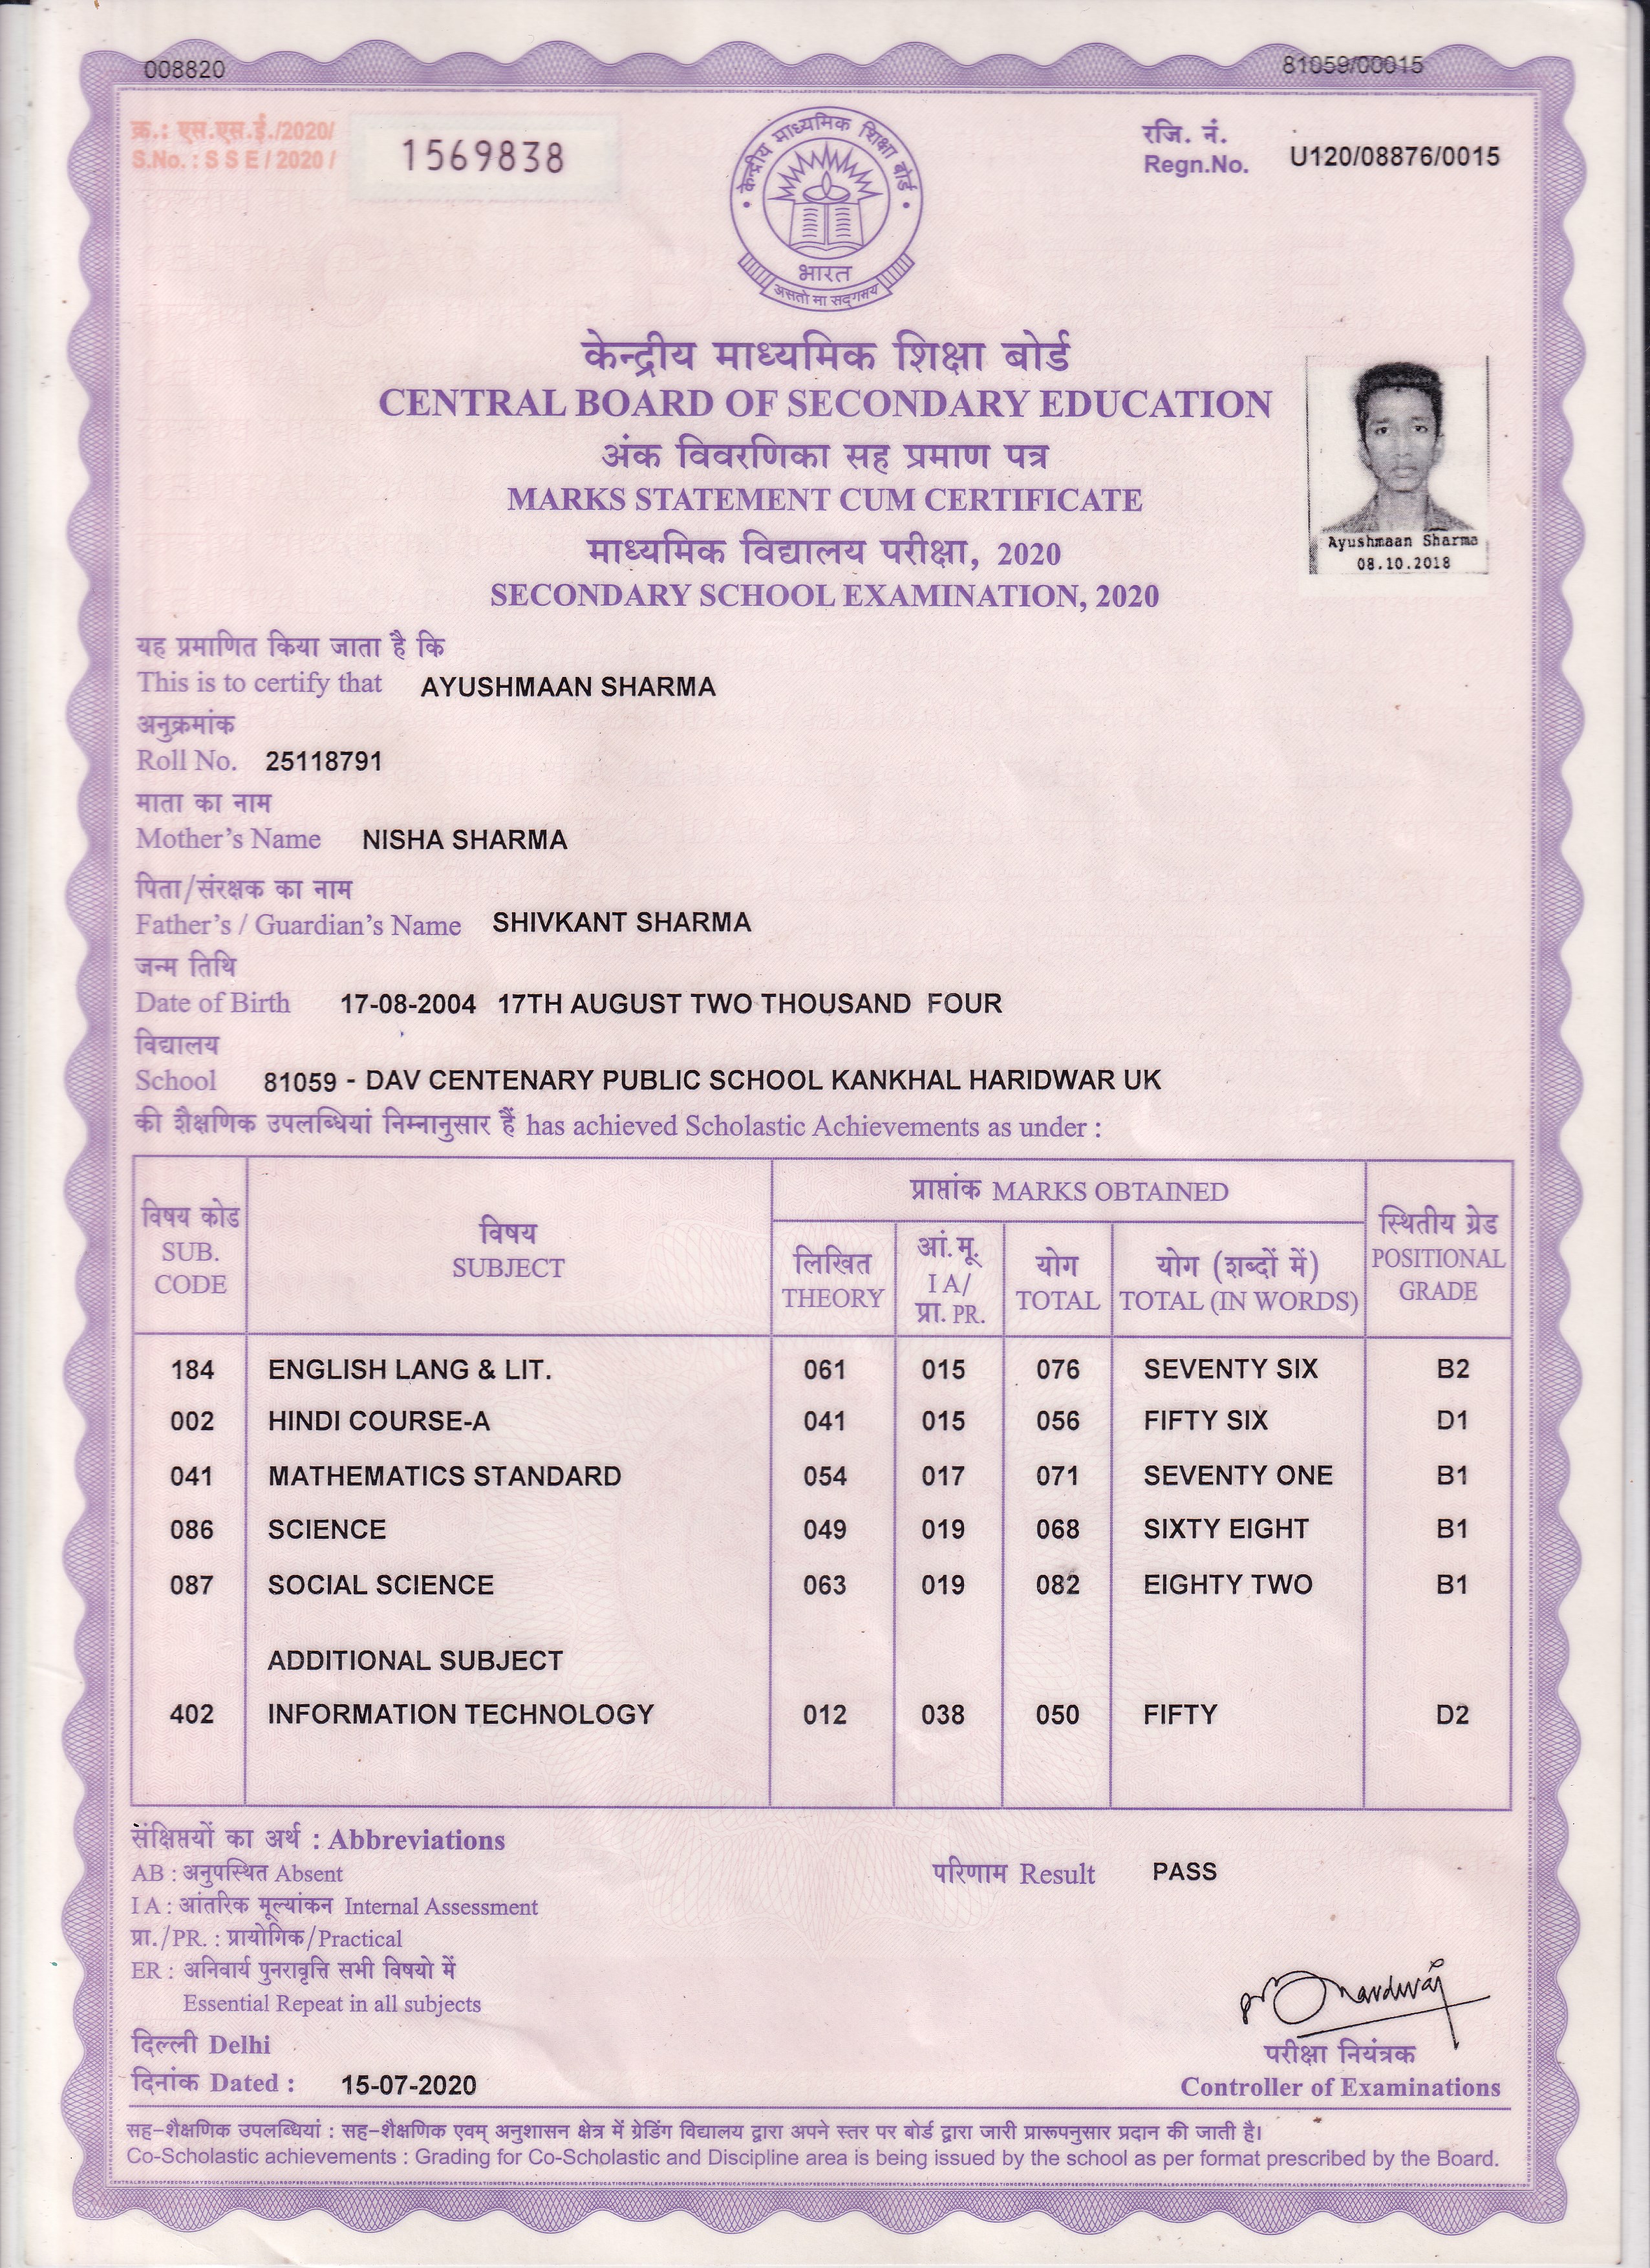 008820
81059/00015
क्र.: एस.एस.ई./2020/
S.No. : S S E / 2020 /
1569838
रजि. नं.
Regn.No.
U120/08876/0015
केन्द्रीय माध्यमिक शिक्षा बोर्ड
भारत
असतो मा सद्गमय
केन्द्रीय माध्यमिक शिक्षा बोर्ड
CENTRAL BOARD OF SECONDARY EDUCATION
अंक विवरणिका सह प्रमाण पत्र
MARKS STATEMENT CUM CERTIFICATE
माध्यमिक विद्यालय परीक्षा, 2020
SECONDARY SCHOOL EXAMINATION, 2020
Ayushmaan Sharma
08.10.2018
यह प्रमाणित किया जाता है कि
This is to certify that AYUSHMAAN SHARMA
अनुक्रमांक
Roll No. 25118791
माता का नाम
Mother's Name NISHA SHARMA
पिता/संरक्षक का नाम
Father's / Guardian's Name SHIVKANT SHARMA
जन्म तिथि
Date of Birth 17-08-2004 17TH AUGUST TWO THOUSAND FOUR
विद्यालय
School 81059 - DAV CENTENARY PUBLIC SCHOOL KANKHAL HARIDWAR UK
की शैक्षणिक उपलब्धियां निम्नानुसार हैं has achieved Scholastic Achievements as under :
विषय कोड
SUB.
CODE
विषय
SUBJECT
प्राप्तांक MARKS OBTAINED
लिखित
THEORY
आं.मू.
I A/
प्रा. PR.
योग
TOTAL
योग (शब्दों में)
TOTAL (IN WORDS)
स्थितीय ग्रेड
POSITIONAL
GRADE
184 ENGLISH LANG & LIT. 061 015 076 SEVENTY SIX B2
002 HINDI COURSE-A 041 015 056 FIFTY SIX D1
041 MATHEMATICS STANDARD 054 017 071 SEVENTY ONE B1
086 SCIENCE 049 019 068 SIXTY EIGHT B1
087 SOCIAL SCIENCE 063 019 082 EIGHTY TWO B1
ADDITIONAL SUBJECT
402 INFORMATION TECHNOLOGY 012 038 050 FIFTY D2
संक्षिप्तयों का अर्थ : Abbreviations
AB : अनुपस्थित Absent
I A : आंतरिक मूल्यांकन Internal Assessment
प्रा./PR. : प्रायोगिक/Practical
ER : अनिवार्य पुनरावृत्ति सभी विषयो में
Essential Repeat in all subjects
परिणाम Result PASS
दिल्ली Delhi
दिनांक Dated : 15-07-2020
परीक्षा नियंत्रक
Controller of Examinations
सह-शैक्षणिक उपलब्धियां : सह-शैक्षणिक एवम् अनुशासन क्षेत्र में ग्रेडिंग विद्यालय द्वारा अपने स्तर पर बोर्ड द्वारा जारी प्रारूपनुसार प्रदान की जाती है।
Co-Scholastic achievements : Grading for Co-Scholastic and Discipline area is being issued by the school as per format prescribed by the Board.